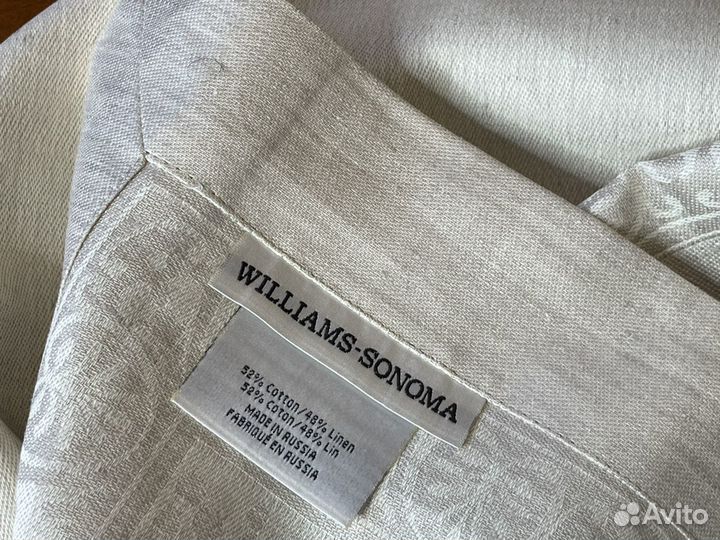 WILLIAMS-SONOMA
52% Cotton/48% Linen
52% Coton/48% Lin
MADE IN RUSSIA
FABRIQUÉ EN RUSSIA
Avito